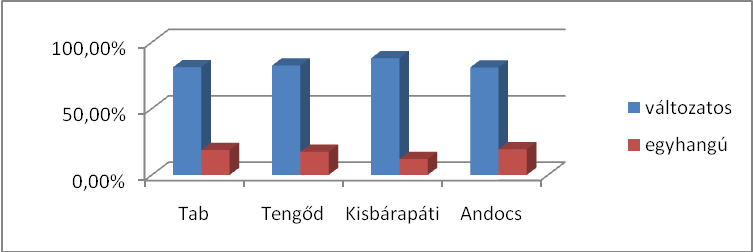 100,00%
50,00%
0,00%
Tab Tengőd Kisbárapáti Andocs
változatos
egyhangú